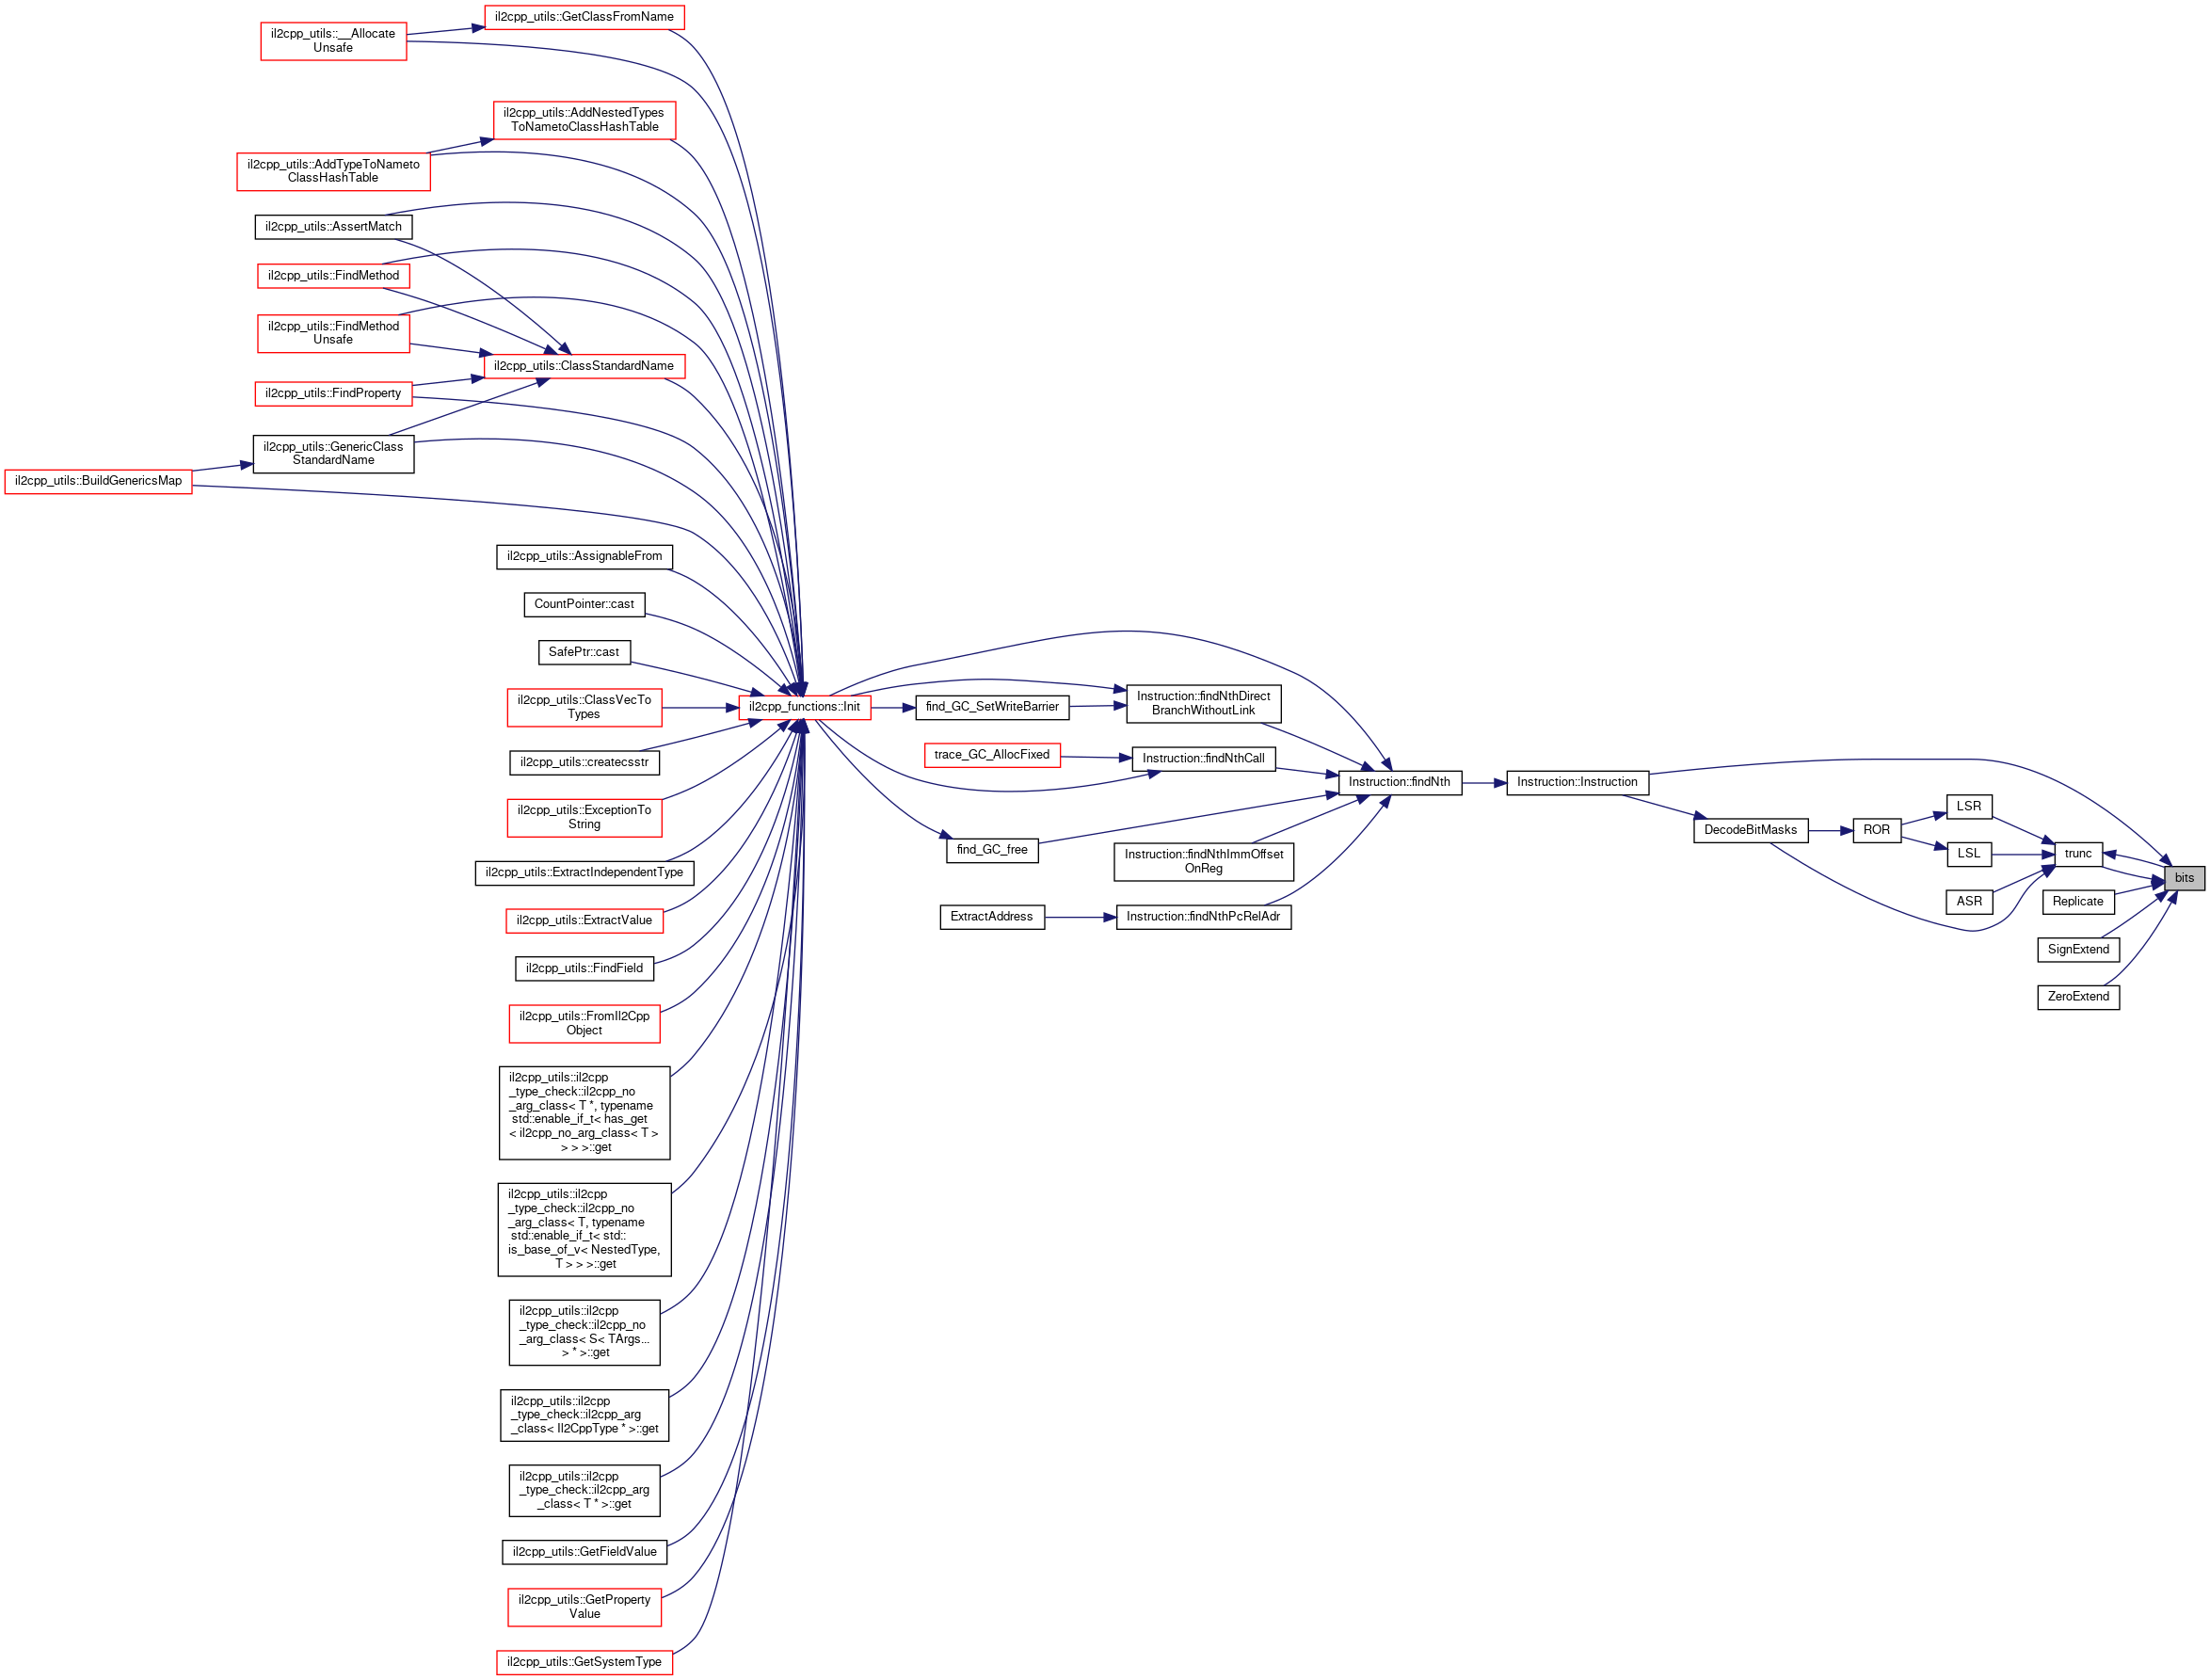 il2cpp_utils::GetClassFromName
il2cpp_utils::__Allocate
Unsafe
il2cpp_utils::AddNestedTypes
ToNametoClassHashTable
il2cpp_utils::AddTypeToNameto
ClassHashTable
il2cpp_utils::AssertMatch
il2cpp_utils::FindMethod
il2cpp_utils::FindMethod
Unsafe
il2cpp_utils::ClassStandardName
il2cpp_utils::FindProperty
il2cpp_utils::GenericClass
StandardName
il2cpp_utils::BuildGenericsMap
il2cpp_utils::AssignableFrom
CountPointer::cast
SafePtr::cast
il2cpp_utils::ClassVecTo
Types
il2cpp_utils::createcsstr
il2cpp_utils::ExceptionTo
String
il2cpp_utils::ExtractIndependentType
il2cpp_utils::ExtractValue
il2cpp_utils::FindField
il2cpp_utils::FromIl2Cpp
Object
il2cpp_utils::il2cpp
_type_check::il2cpp_no
_arg_class< T *, typename
std::enable_if_t< has_get
< il2cpp_no_arg_class< T >
> > >::get
il2cpp_utils::il2cpp
_type_check::il2cpp_no
_arg_class< T, typename
std::enable_if_t< std::
is_base_of_v< NestedType,
T > > >::get
il2cpp_utils::il2cpp
_type_check::il2cpp_no
_arg_class< S< TArgs...
> * >::get
il2cpp_utils::il2cpp
_type_check::il2cpp_arg
_class< Il2CppType * >::get
il2cpp_utils::il2cpp
_type_check::il2cpp_arg
_class< T * >::get
il2cpp_utils::GetFieldValue
il2cpp_utils::GetProperty
Value
il2cpp_utils::GetSystemType
il2cpp_functions::Init
find_GC_SetWriteBarrier
Instruction::findNthDirect
BranchWithoutLink
trace_GC_AllocFixed
Instruction::findNthCall
find_GC_free
Instruction::findNthImmOffset
OnReg
ExtractAddress
Instruction::findNthPcRelAdr
Instruction::findNth
Instruction::Instruction
DecodeBitMasks
ROR
LSR
LSL
ASR
trunc
Replicate
SignExtend
ZeroExtend
bits